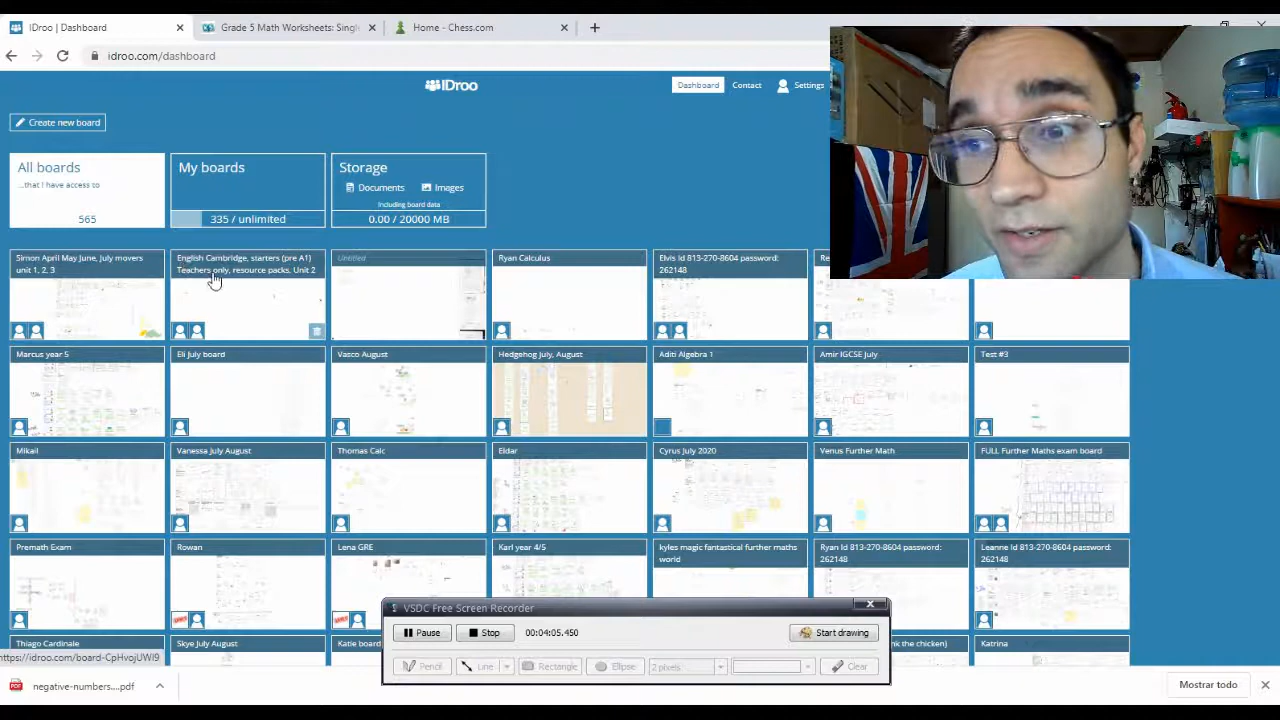 IDroo | Dashboard
Grade 5 Math Worksheets: Singl
Home - Chess.com
idroo.com/dashboard
IDroo
Dashboard
Contact
Settings
Create new board
All boards
...that I have access to
565
My boards
335 / unlimited
Storage
Documents
Images
Including board data
0.00 / 20000 MB
Simon April May June, July movers
unit 1, 2, 3
English Cambridge, starters (pre A1)
Teachers only, resource packs, Unit 2
Untitled
Ryan Calculus
Elvis Id 813-270-8604 password:
262148
Marcus year 5
Eli July board
Vasco August
Hedgehog July, August
Aditi Algebra 1
Amir IGCSE July
Test #3
Mikail
Vanessa July August
Thomas Calc
Eldar
Cyrus July 2020
Venus Further Math
FULL Further Maths exam board
Premath Exam
Rowan
Lena GRE
Karl year 4/5
kyles magic fantastical further maths
world
Ryan Id 813-270-8604 password:
262148
Leanne Id 813-270-8604 password:
262148
Thiago Cardinale
Skye July August
Katie board
nk the chicken)
Katrina
https://idroo.com/board-CpHvojUWI9
VSDC Free Screen Recorder
Pause
Stop
00:04:05.450
Start drawing
Pencil
Line
Rectangle
Ellipse
2 pixels
Clear
negative-numbers....pdf
Mostrar todo